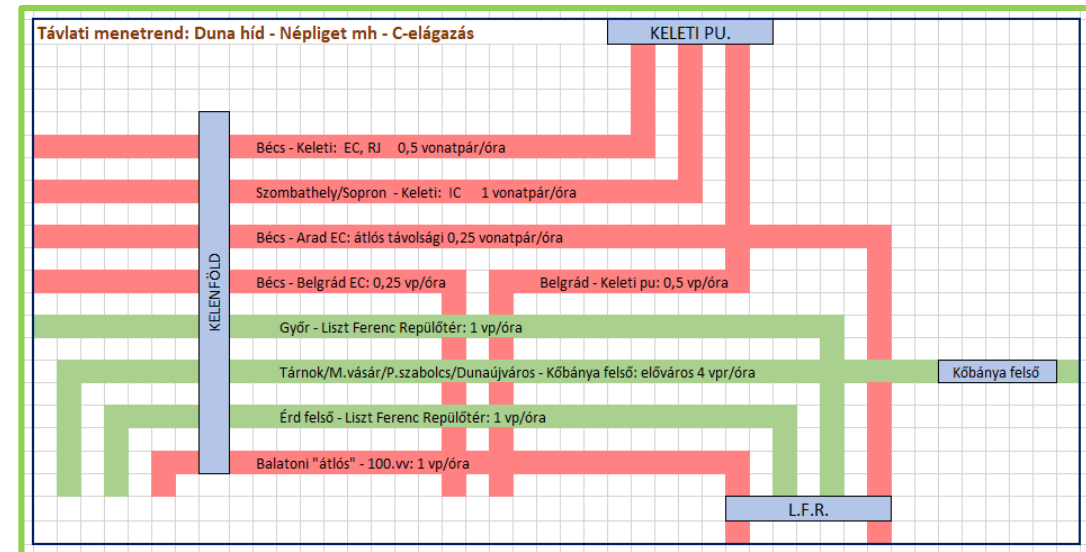 Távlati menetrend: Duna híd - Népliget mh - C-elágazás
KELETI PU.
Bécs - Keleti: EC, RJ 0,5 vonatpár/óra
Szombathely/Sopron - Keleti: IC 1 vonatpár/óra
Bécs - Arad EC: átlós távolsági 0,25 vonatpár/óra
KELENFÖLD
Bécs - Belgrád EC: 0,25 vp/óra
Belgrád - Keleti pu: 0,5 vp/óra
Győr - Liszt Ferenc Repülőtér: 1 vp/óra
Tárnok/M.vásár/P.szabolcs/Dunaújváros - Kőbánya felső: előváros 4 vpr/óra
Kőbánya felső
Érd felső - Liszt Ferenc Repülőtér: 1 vp/óra
Balatoni "átlós" - 100.vv: 1 vp/óra
L.F.R.